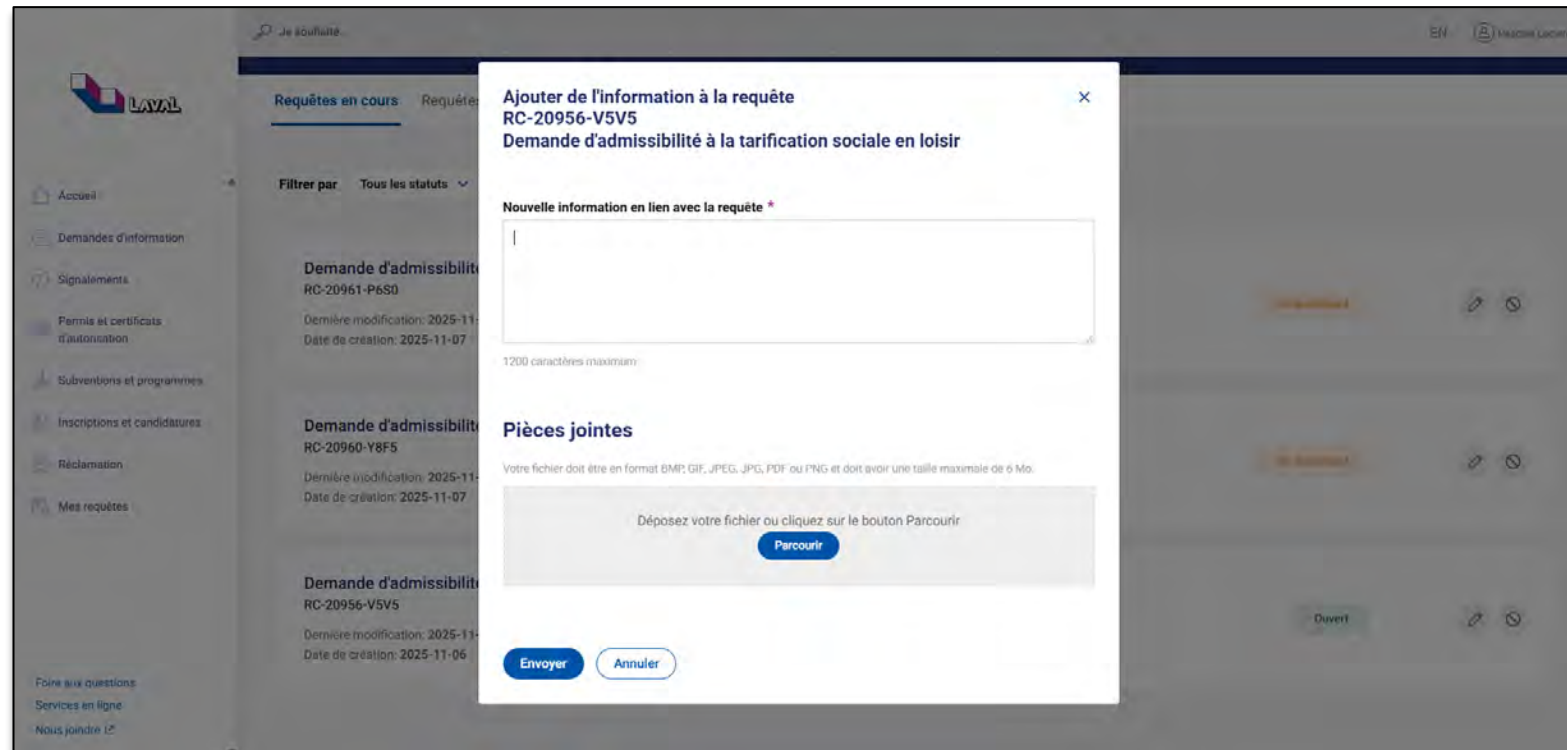 Je souhaite...
EN
LAVAL
Requêtes en cours
Requêtes
Filtrer par
Tous les statuts
Accueil
Demandes d'information
Signalements
Permis et certificats
d'autorisation
Subventions et programmes
Inscriptions et candidatures
Réclamation
Mes requêtes
Foire aux questions
Services en ligne
Nous joindre
Demande d'admissibilité
RC-20961-P6S0
Dernière modification: 2025-11-
Date de création: 2025-11-07
Demande d'admissibilité
RC-20960-Y8F5
Dernière modification: 2025-11-
Date de création: 2025-11-07
Demande d'admissibilité
RC-20956-V5V5
Dernière modification: 2025-11-
Date de création: 2025-11-06
Ouvert
Ajouter de l'information à la requête
RC-20956-V5V5
Demande d'admissibilité à la tarification sociale en loisir
Nouvelle information en lien avec la requête *
1200 caractères maximum
Pièces jointes
Votre fichier doit être en format BMP, GIF, JPEG, JPG, PDF ou PNG et doit avoir une taille maximale de 6 Mo.
Déposez votre fichier ou cliquez sur le bouton Parcourir
Parcourir
Envoyer
Annuler